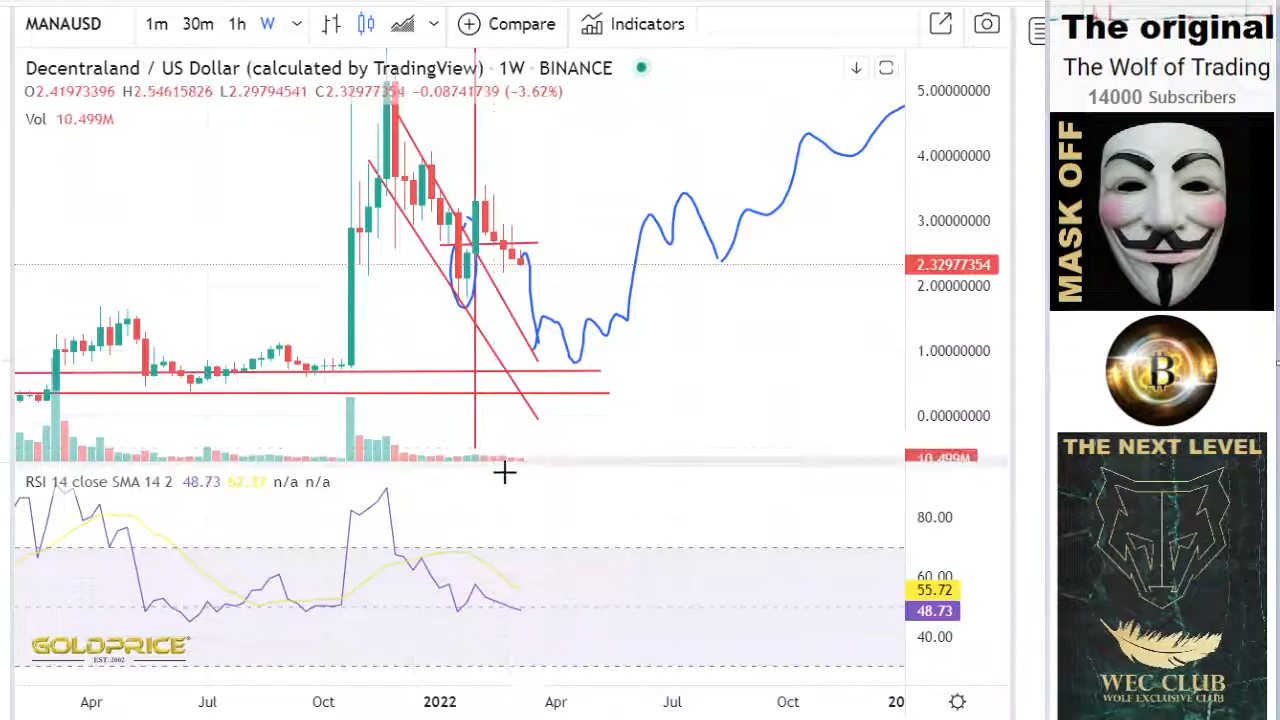 MANAUSD 1m 30m 1h W Compare Indicators
Decentraland / US Dollar (calculated by TradingView) · 1W · BINANCE
O2.41973396 H2.54615826 L2.29794541 C2.32977354 -0.08741739 (-3.62%)
Vol 10.499M
5.00000000
4.00000000
3.00000000
2.32977354
2.00000000
1.00000000
0.00000000
10.499M
RSI 14 close SMA 14 2 48.73 62.37 n/a n/a
80.00
60.00
55.72
48.73
40.00
GOLDPRICE
EST. 2002
Apr Jul Oct 2022 Apr Jul Oct 20
The original
The Wolf of Trading
14000 Subscribers
MASK OFF
B
THE NEXT LEVEL
WEC CLUB
WOLF EXCLUSIVE CLUB